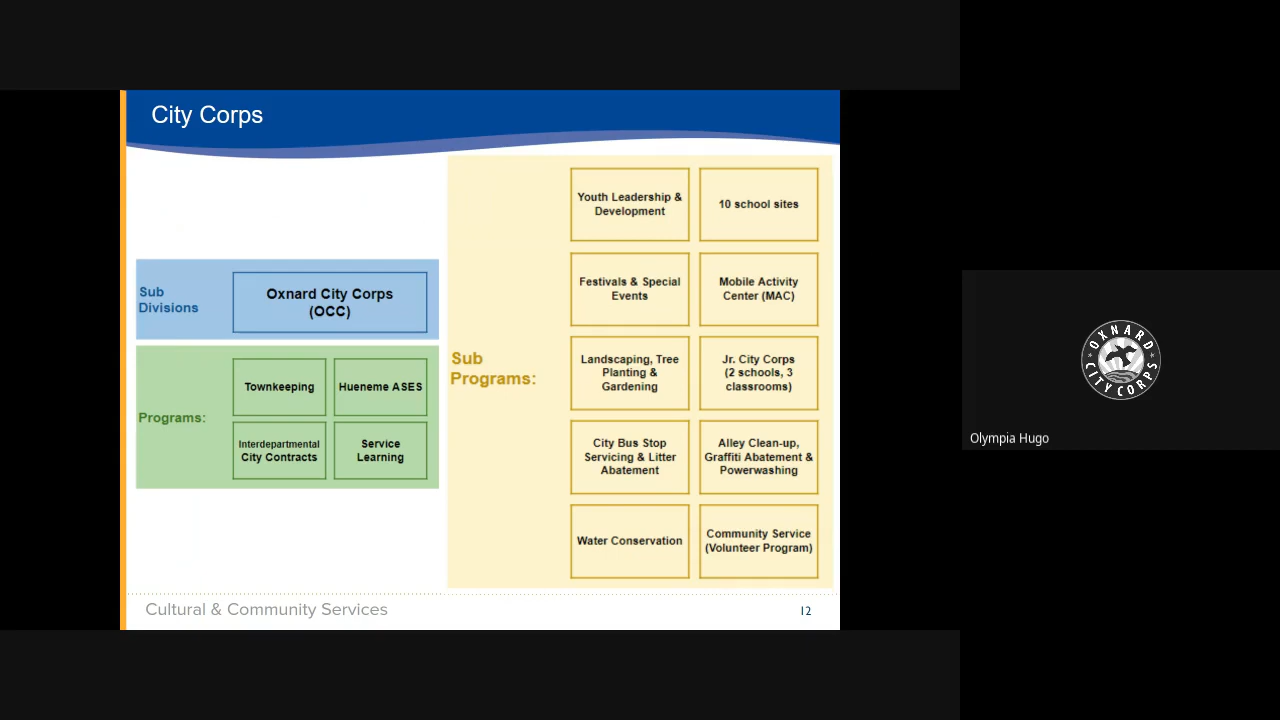 City Corps
Sub
Divisions
Oxnard City Corps
(OCC)
Programs:
Townkeeping
Hueneme ASES
Interdepartmental
City Contracts
Service
Learning
Sub
Programs:
Youth Leadership &
Development
10 school sites
Festivals & Special
Events
Mobile Activity
Center (MAC)
Landscaping, Tree
Planting &
Gardening
Jr. City Corps
(2 schools, 3
classrooms)
City Bus Stop
Servicing & Litter
Abatement
Alley Clean-up,
Graffiti Abatement &
Powerwashing
Water Conservation
Community Service
(Volunteer Program)
Cultural & Community Services
12
OXNARD
CITY CORPS
Olympia Hugo